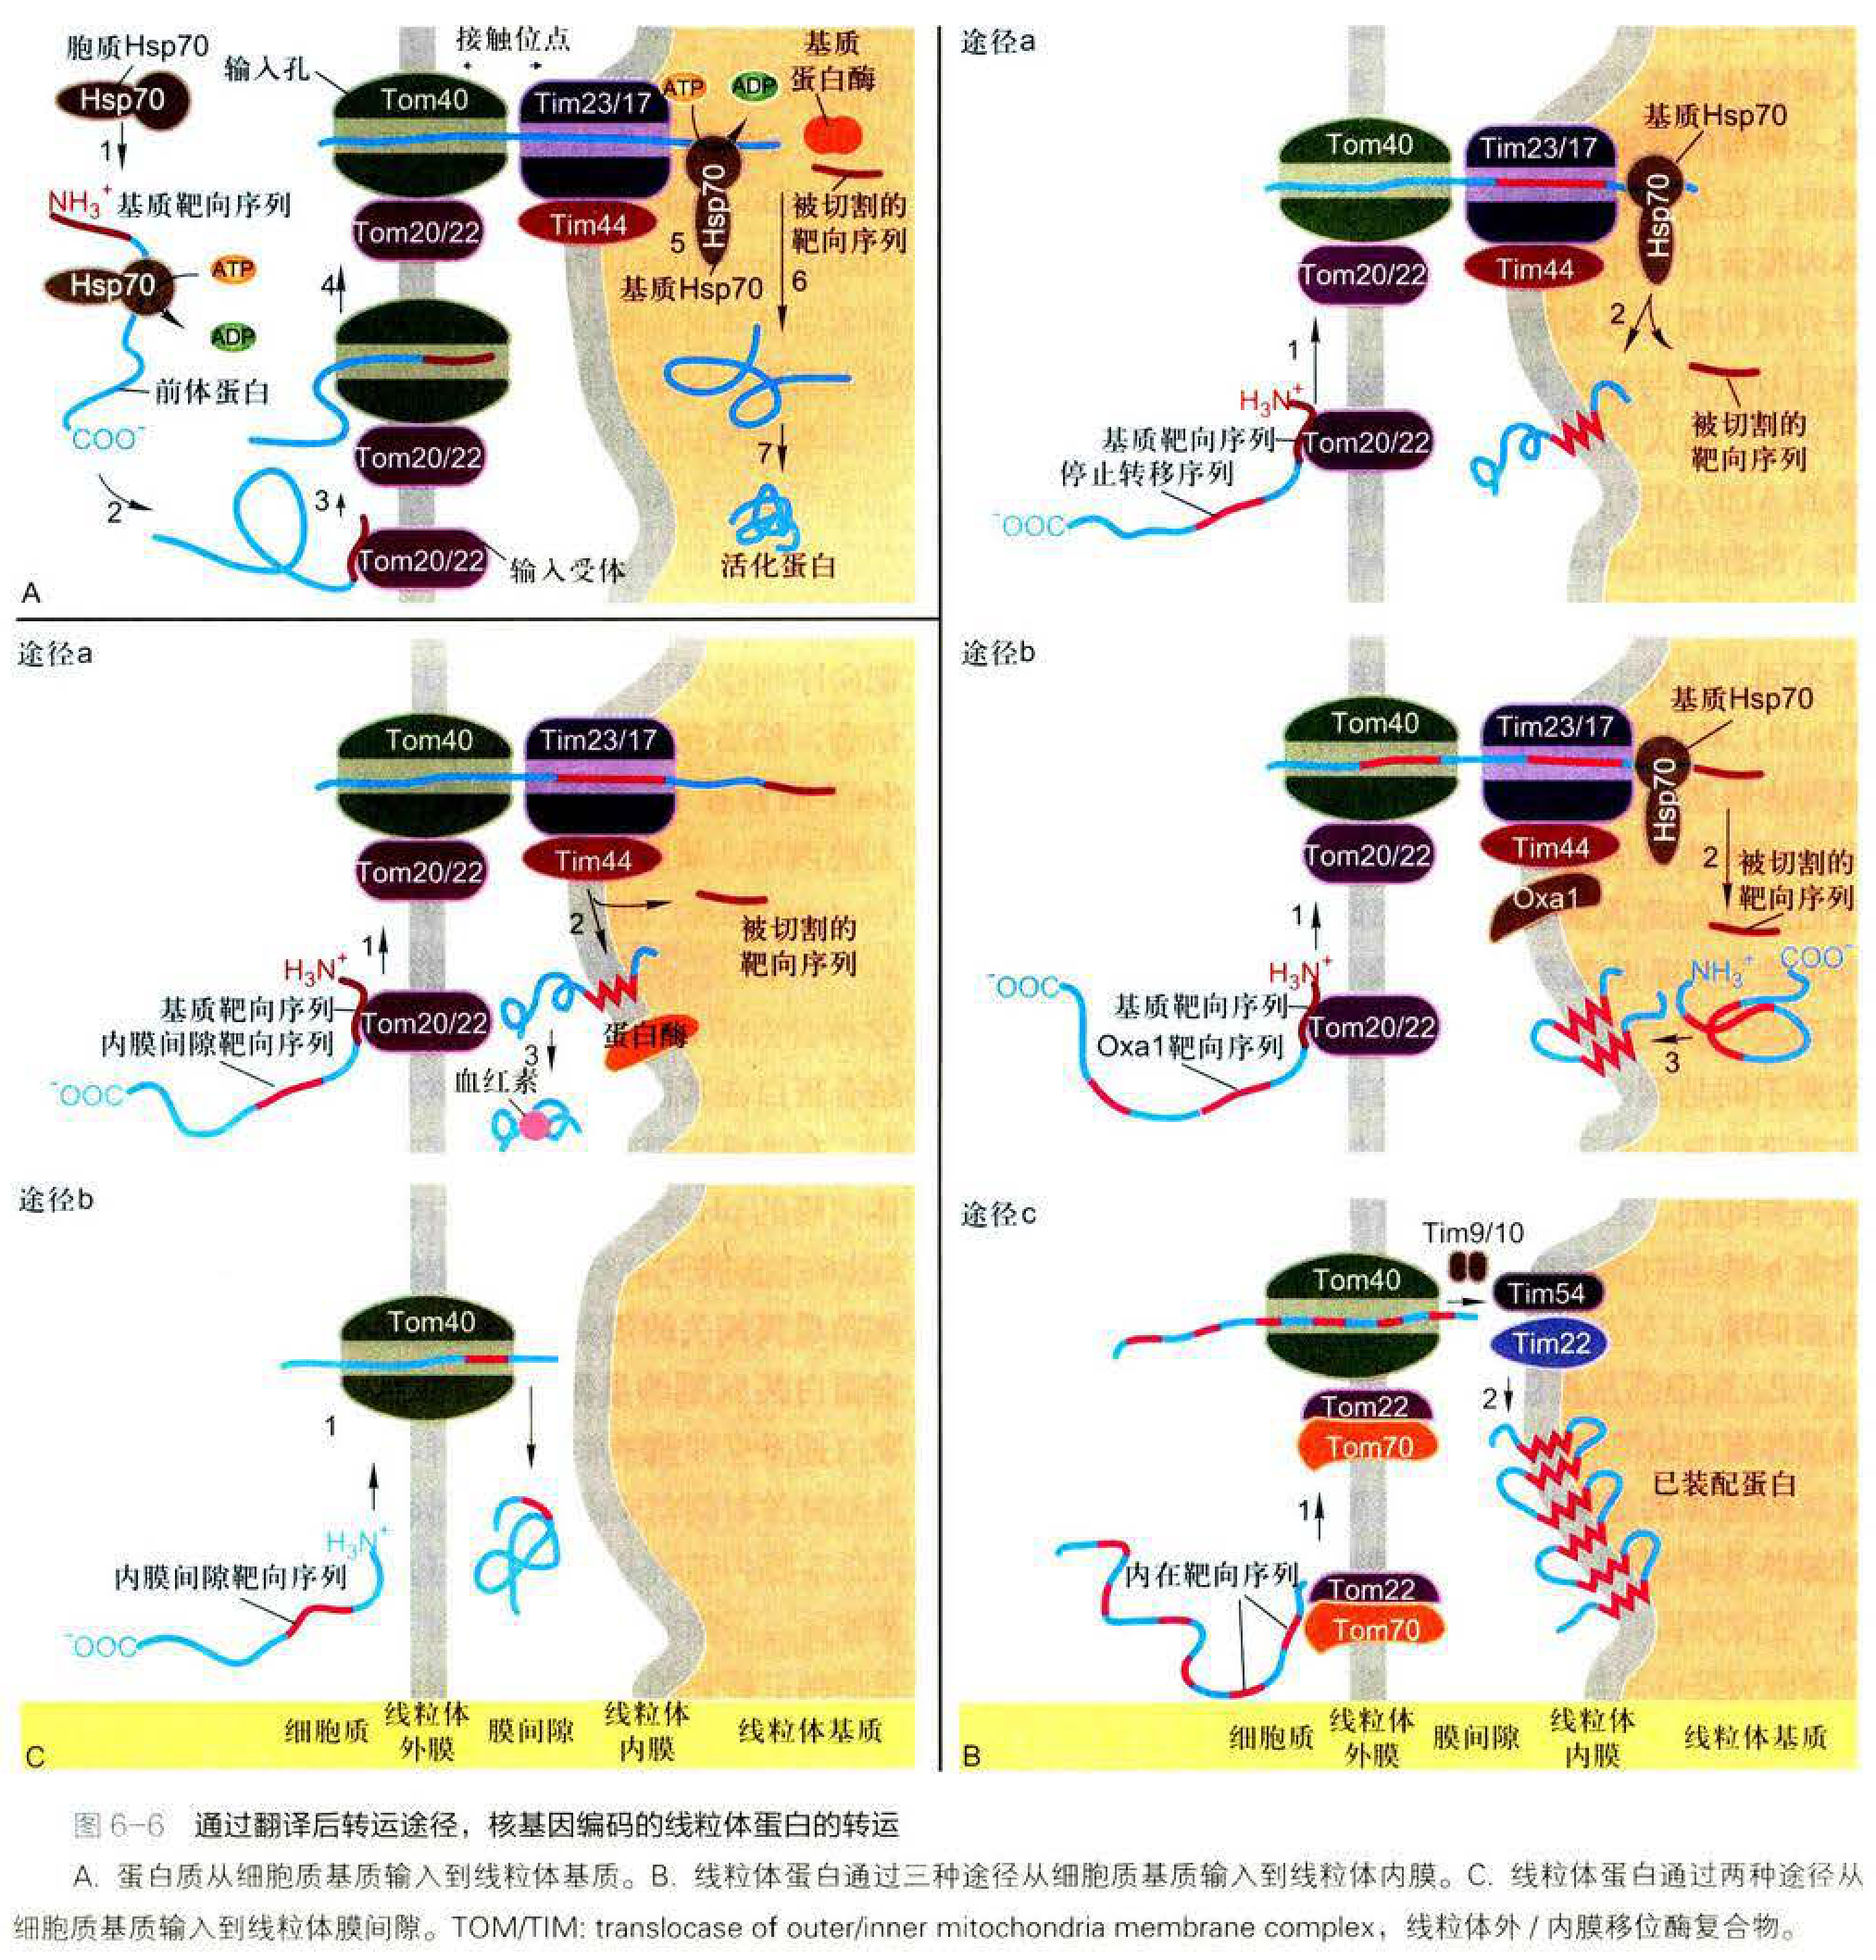 胞质Hsp70
Hsp70
1
NH₃⁺
基质靶向序列
Hsp70
ATP
ADP
前体蛋白
COO⁻
2
输入孔
接触位点
Tom40
Tim23/17
ATP
ADP
基质
蛋白酶
Tom20/22
Tim44
5
Hsp70
基质Hsp70
被切割的
靶向序列
6
4
Tom20/22
7
3
Tom20/22
输入受体
活化蛋白
A
途径a
Tom40
Tim23/17
Tom20/22
Tim44
2
被切割的
靶向序列
1
H₃N⁺
基质靶向序列
内膜间隙靶向序列
Tom20/22
蛋白酶
3
血红素
⁻OOC
途径b
Tom40
1
H₃N⁺
内膜间隙靶向序列
⁻OOC
细胞质
线粒体
外膜
膜间隙
线粒体
内膜
线粒体基质
C
途径a
基质Hsp70
Tom40
Tim23/17
Hsp70
Tom20/22
Tim44
2
1
H₃N⁺
基质靶向序列
停止转移序列
Tom20/22
⁻OOC
被切割的
靶向序列
途径b
基质Hsp70
Tom40
Tim23/17
Hsp70
Tom20/22
Tim44
Oxa1
2
被切割的
靶向序列
1
⁻OOC
H₃N⁺
基质靶向序列
Oxa1靶向序列
Tom20/22
NH₃⁺
COO⁻
3
途径c
Tim9/10
Tom40
Tim54
Tim22
Tom22
Tom70
2
已装配蛋白
1
内在靶向序列
Tom22
Tom70
细胞质
线粒体
外膜
膜间隙
线粒体
内膜
线粒体基质
B
图 6-6 通过翻译后转运途径，核基因编码的线粒体蛋白的转运
A. 蛋白质从细胞质基质输入到线粒体基质。B. 线粒体蛋白通过三种途径从细胞质基质输入到线粒体内膜。C. 线粒体蛋白通过两种途径从
细胞质基质输入到线粒体膜间隙。TOM/TIM: translocase of outer/inner mitochondria membrane complex，线粒体外 / 内膜移位酶复合物。